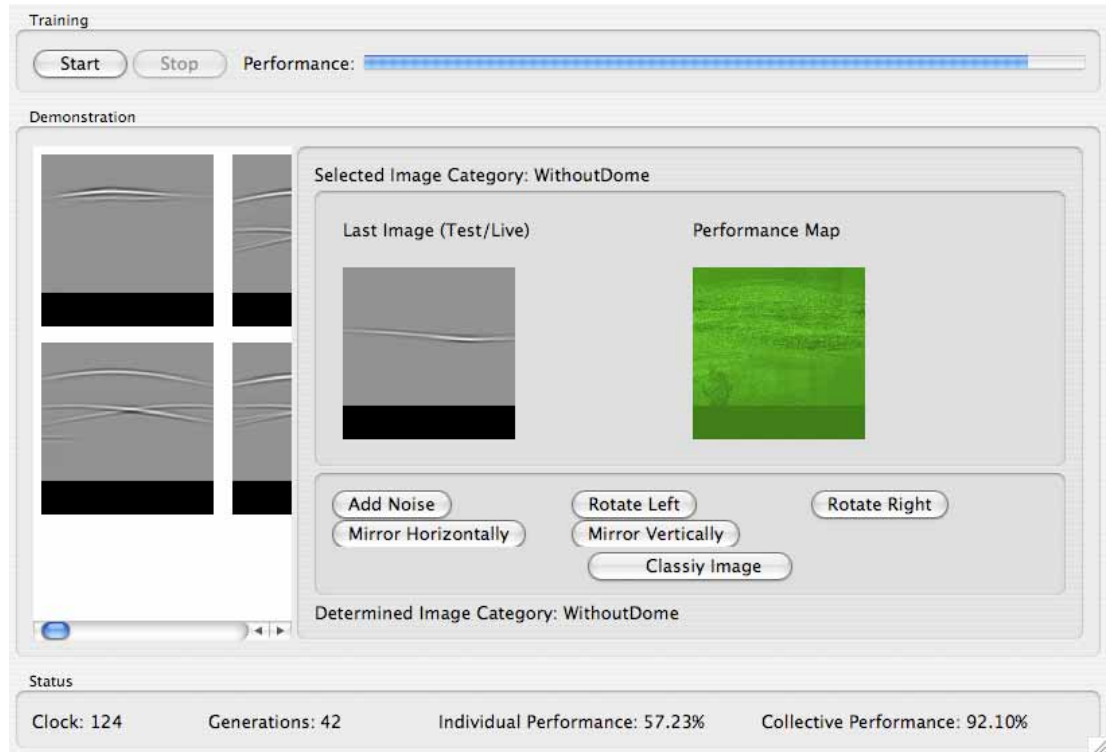 Training
Start Stop Performance:
Demonstration
Selected Image Category: WithoutDome
Last Image (Test/Live) Performance Map
Add Noise Rotate Left Rotate Right
Mirror Horizontally Mirror Vertically
Classiy Image
Determined Image Category: WithoutDome
Status
Clock: 124 Generations: 42 Individual Performance: 57.23% Collective Performance: 92.10%